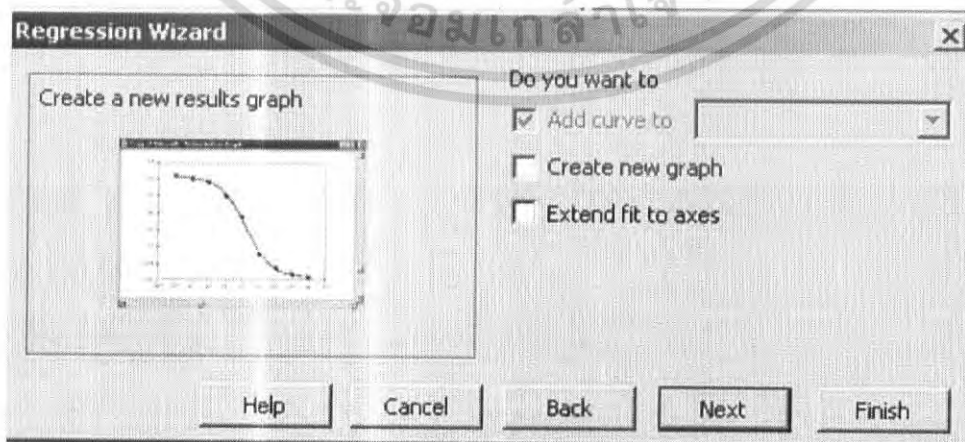 Regression Wizard
Create a new results graph
Do you want to
Add curve to
Create new graph
Extend fit to axes
Help
Cancel
Back
Next
Finish